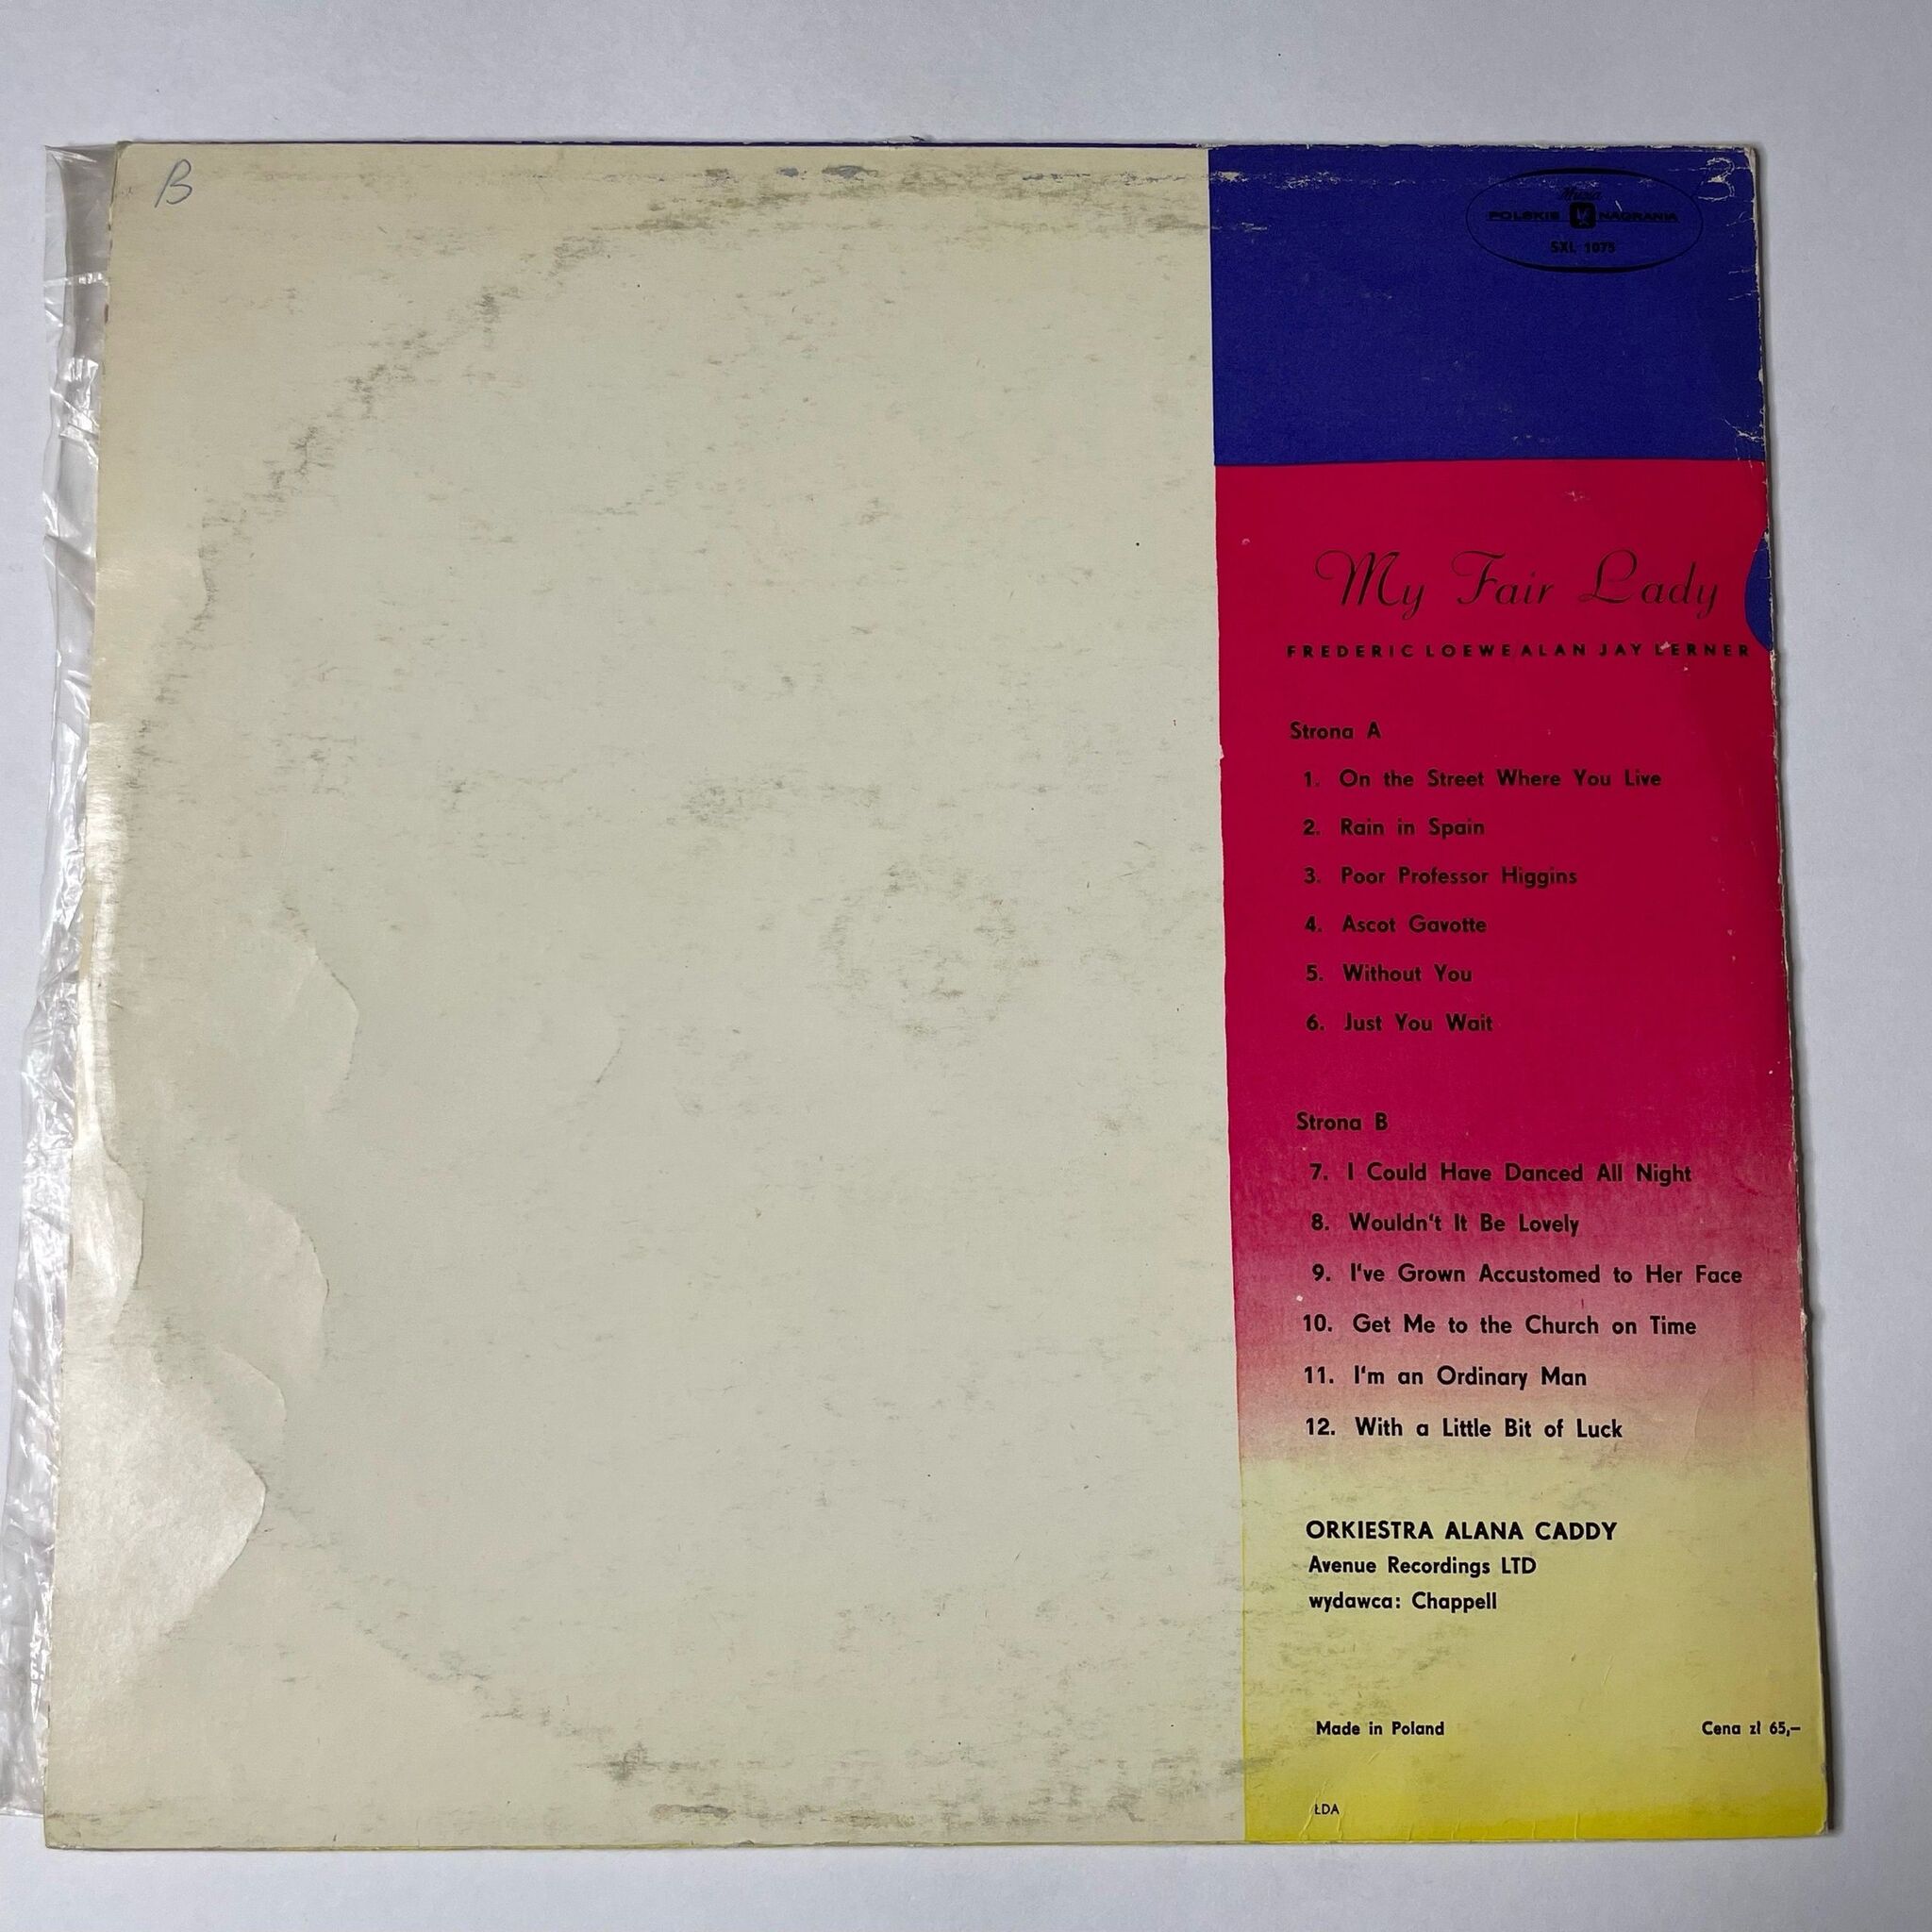 B
3
Muza
POLSKIE NAGRANIA
SXL 1075
My Fair Lady
FREDERIC LOEWE ALAN JAY LERNER
Strona A
1. On the Street Where You Live
2. Rain in Spain
3. Poor Professor Higgins
4. Ascot Gavotte
5. Without You
6. Just You Wait
Strona B
7. I Could Have Danced All Night
8. Wouldn't It Be Lovely
9. I've Grown Accustomed to Her Face
10. Get Me to the Church on Time
11. I'm an Ordinary Man
12. With a Little Bit of Luck
ORKIESTRA ALANA CADDY
Avenue Recordings LTD
wydawca: Chappell
Made in Poland Cena zł 65,–
ŁDA